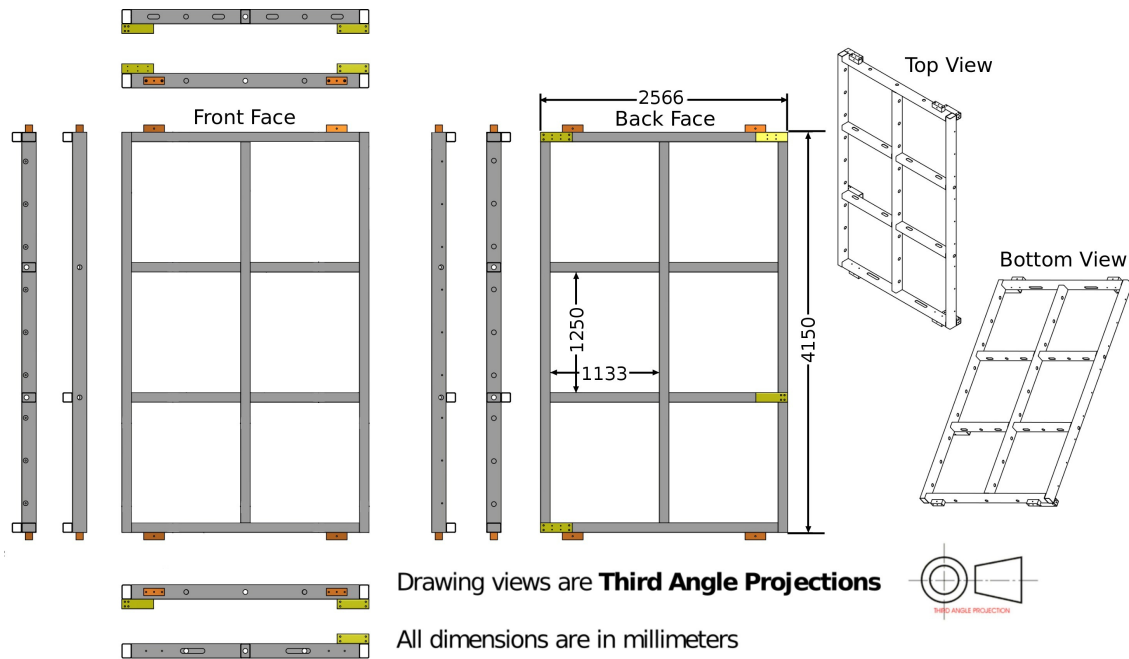 2566
Top View
Front Face
Back Face
Bottom View
1250
4150
1133
Drawing views are Third Angle Projections
THIRD ANGLE PROJECTION
All dimensions are in millimeters